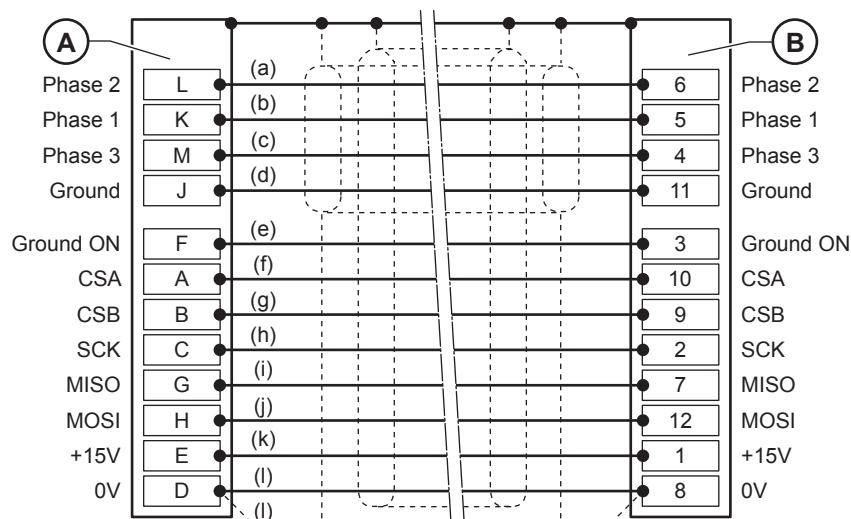 A B
Phase 2 L (a) 6 Phase 2
Phase 1 K (b) 5 Phase 1
Phase 3 M (c) 4 Phase 3
Ground J (d) 11 Ground
Ground ON F (e) 3 Ground ON
CSA A (f) 10 CSA
CSB B (g) 9 CSB
SCK C (h) 2 SCK
MISO G (i) 7 MISO
MOSI H (j) 12 MOSI
+15V E (k) 1 +15V
0V D (l) 8 0V
(l)